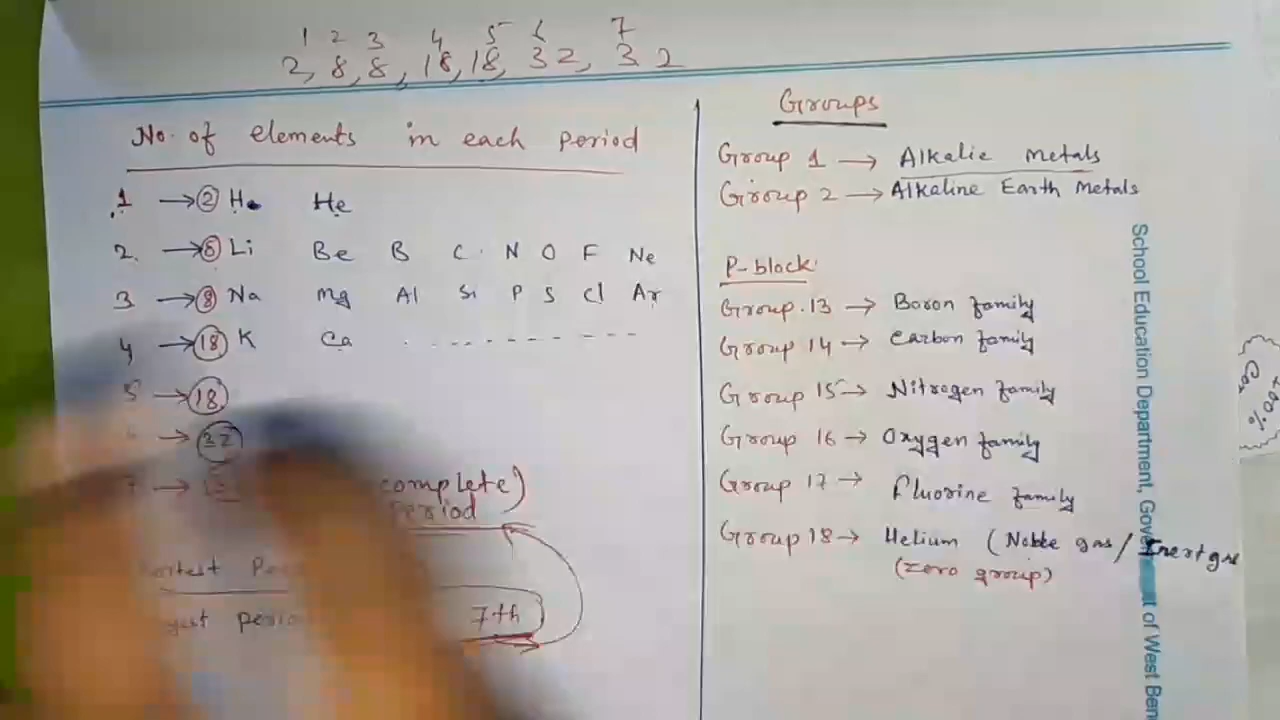 1 2 3 4 5 6 7
2, 8, 8, 18, 18, 32, 32
No. of elements in each period
1 → 2 H He
2. → 8 Li Be B C N O F Ne
3 → 8 Na Mg Al Si P S Cl Ar
4 → 18 K Ca . - - - - - - - - -
5 → 18
→ 32
complete)
Period
7th
Groups
Group 1 → Alkalie Metals
Group 2 → Alkaline Earth Metals
P-block
Group.13 → Boron family
Group 14 → Carbon family
Group 15 → Nitrogen family
Group 16 → Oxygen family
Group 17 → Fluorine family
Group 18 → Helium (Noble gas/ Inert gas
(zero group)
School Education Department, of West Ben
100%